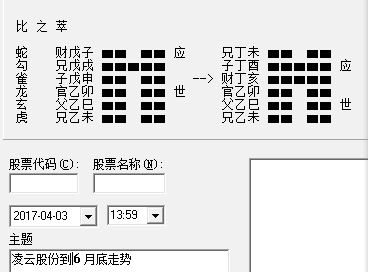 比 之 萃
蛇 财戊子 应 兄丁未
勾 兄戊戌 子丁酉 应
雀 子戊申 --> 财丁亥
龙 官乙卯 世 官乙卯
玄 父乙巳 父乙巳 世
虎 兄乙未 兄乙未
股票代码(C): 股票名称(N):
2017-04-03 13:59
主题
凌云股份到6 月底走势